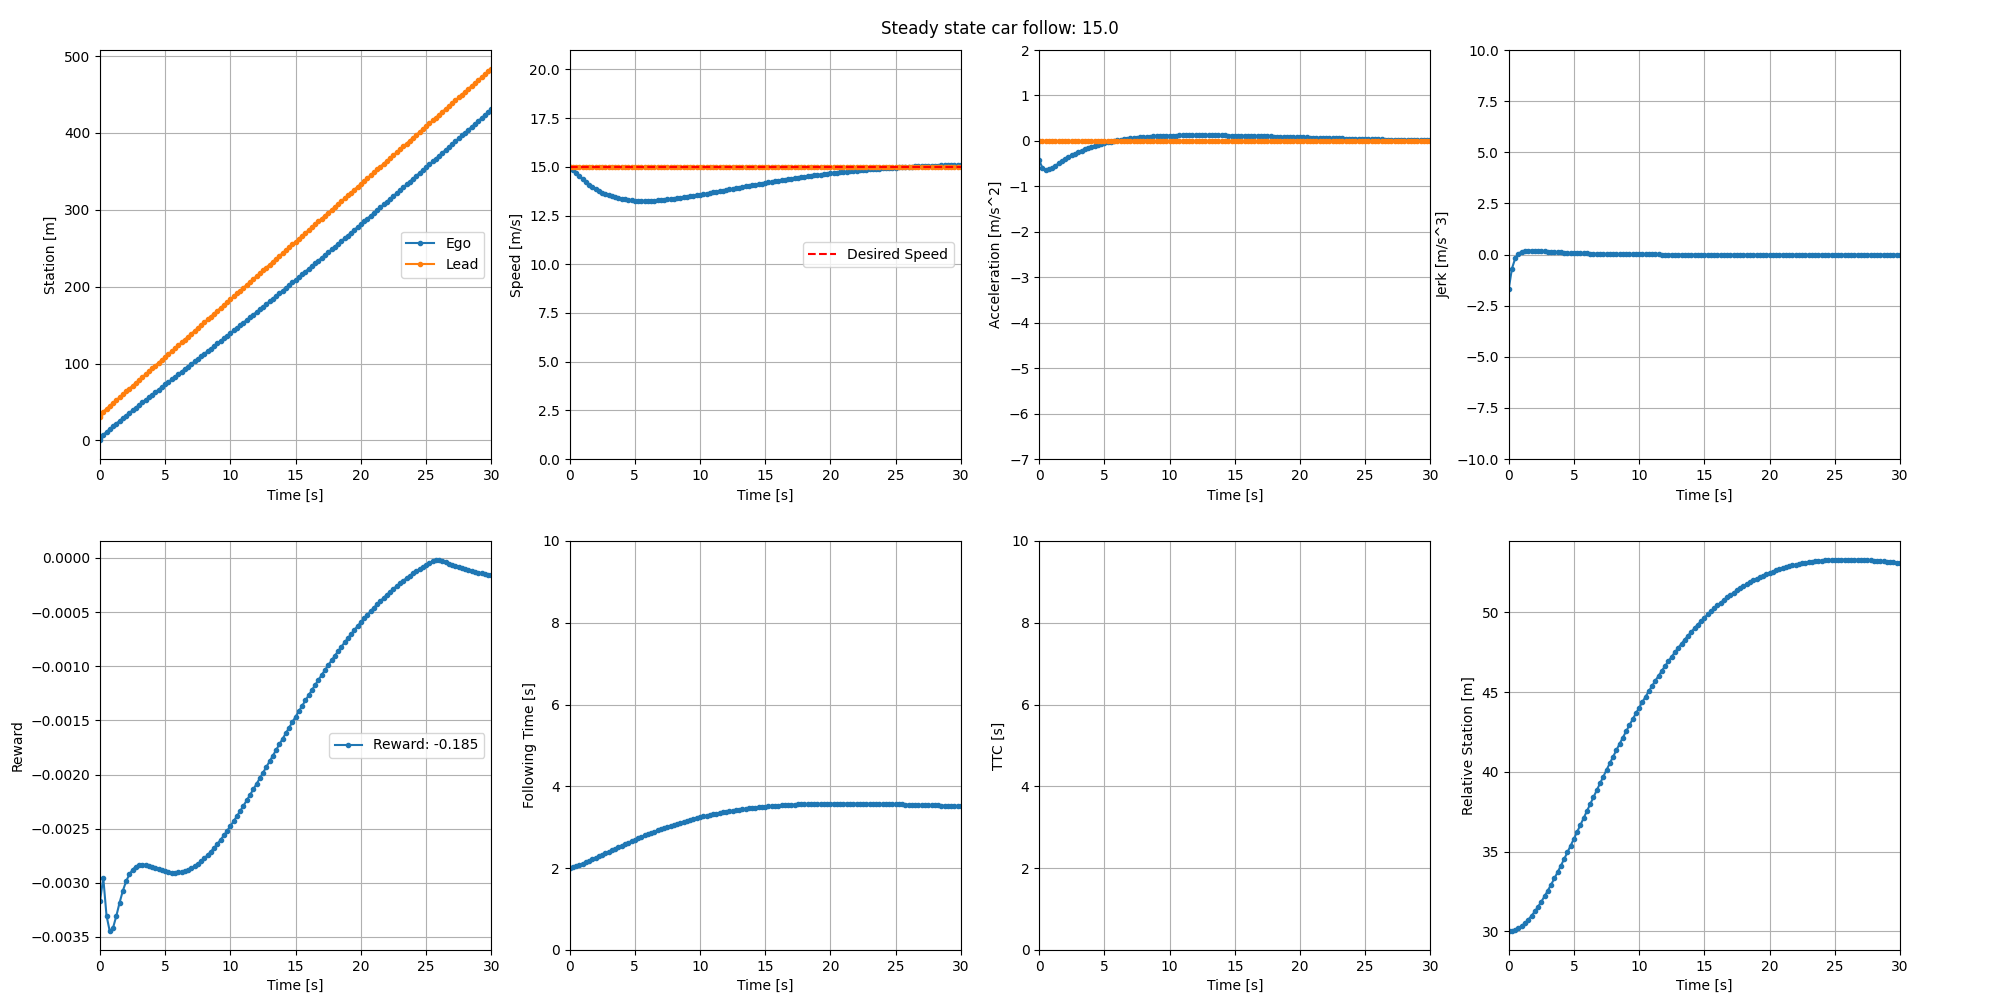 Steady state car follow: 15.0
500
400
300
200
100
0
Station [m]
Ego
Lead
0 5 10 15 20 25 30
Time [s]
20.0
17.5
15.0
12.5
10.0
7.5
5.0
2.5
0.0
Speed [m/s]
Desired Speed
0 5 10 15 20 25 30
Time [s]
2
1
0
−1
−2
−3
−4
−5
−6
−7
Acceleration [m/s^2]
0 5 10 15 20 25 30
Time [s]
10.0
7.5
5.0
2.5
0.0
−2.5
−5.0
−7.5
−10.0
Jerk [m/s^3]
0 5 10 15 20 25 30
Time [s]
0.0000
−0.0005
−0.0010
−0.0015
−0.0020
−0.0025
−0.0030
−0.0035
Reward
Reward: -0.185
0 5 10 15 20 25 30
Time [s]
10
8
6
4
2
0
Following Time [s]
0 5 10 15 20 25 30
Time [s]
10
8
6
4
2
0
TTC [s]
0 5 10 15 20 25 30
Time [s]
50
45
40
35
30
Relative Station [m]
0 5 10 15 20 25 30
Time [s]